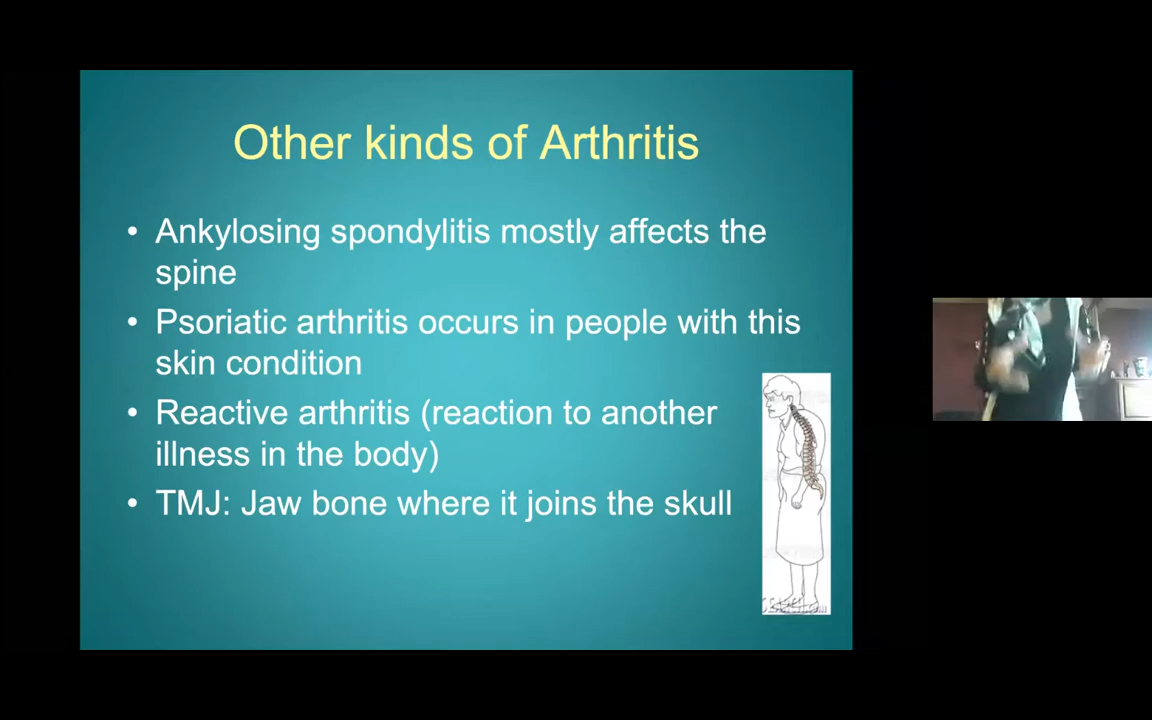 Other kinds of Arthritis
• Ankylosing spondylitis mostly affects the
spine
• Psoriatic arthritis occurs in people with this
skin condition
• Reactive arthritis (reaction to another
illness in the body)
• TMJ: Jaw bone where it joins the skull